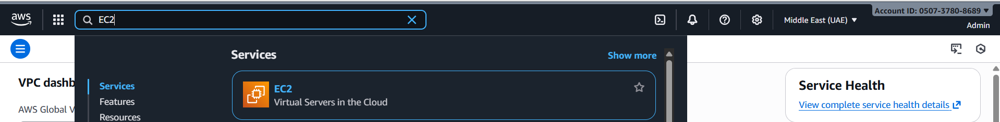 aws
EC2
Middle East (UAE)
Account ID: 0507-3780-8689
Admin
Services
Show more
VPC dashb
Services
EC2
Virtual Servers in the Cloud
Features
AWS Global V
Resources
Service Health
View complete service health details